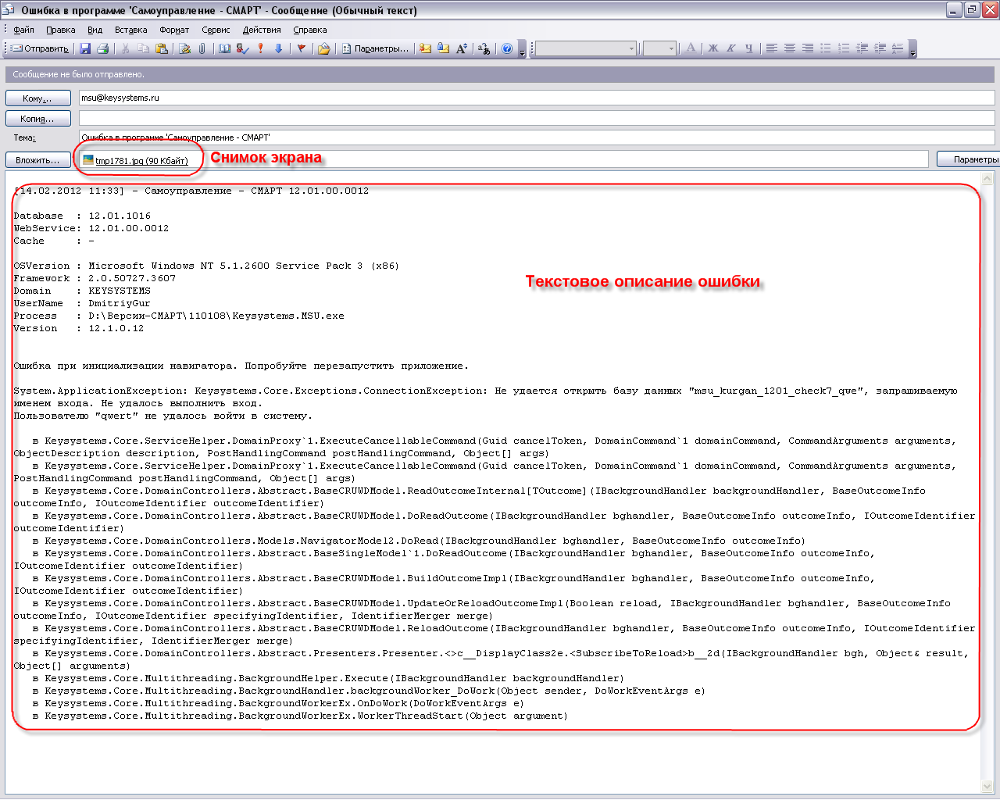 Ошибка в программе 'Самоуправление - СМАРТ' - Сообщение (Обычный текст)
Файл Правка Вид Вставка Формат Сервис Действия Справка
Отправить Параметры... А Ж К Ч
Сообщение не было отправлено.
Кому... msu@keysystems.ru
Копия...
Тема: Ошибка в программе 'Самоуправление - СМАРТ'
Вложить... tmp1781.jpg (90 Кбайт) Снимок экрана Параметры
[14.02.2012 11:33] - Самоуправление - СМАРТ 12.01.00.0012
Database : 12.01.1016
WebService: 12.01.00.0012
Cache : -
OSVersion : Microsoft Windows NT 5.1.2600 Service Pack 3 (x86)
Framework : 2.0.50727.3607
Текстовое описание ошибки
Domain : KEYSYSTEMS
UserName : DmitriyGur
Process : D:\Версии-СМАРТ\110108\Keysystems.MSU.exe
Version : 12.1.0.12
Ошибка при инициализации навигатора. Попробуйте перезапустить приложение.
System.ApplicationException: Keysystems.Core.Exceptions.ConnectionException: Не удается открыть базу данных "msu_kurgan_1201_check7_qwe", запрашиваемую
именем входа. Не удалось выполнить вход.
Пользователю "qwert" не удалось войти в систему.
в Keysystems.Core.ServiceHelper.DomainProxy`1.ExecuteCancellableCommand(Guid cancelToken, DomainCommand`1 domainCommand, CommandArguments arguments,
ObjectDescription description, PostHandlingCommand postHandlingCommand, Object[] args)
в Keysystems.Core.ServiceHelper.DomainProxy`1.ExecuteCancellableCommand(Guid cancelToken, DomainCommand`1 domainCommand, CommandArguments arguments,
PostHandlingCommand postHandlingCommand, Object[] args)
в Keysystems.Core.DomainControllers.Abstract.BaseCRUWDModel.ReadOutcomeInternal[TOutcome](IBackgroundHandler backgroundHandler, BaseOutcomeInfo
outcomeInfo, IOutcomeIdentifier outcomeIdentifier)
в Keysystems.Core.DomainControllers.Abstract.BaseCRUWDModel.DoReadOutcome(IBackgroundHandler bghandler, BaseOutcomeInfo outcomeInfo, IOutcomeIdentifier
outcomeIdentifier)
в Keysystems.Core.DomainControllers.Models.NavigatorModel2.DoRead(IBackgroundHandler bghandler, BaseOutcomeInfo outcomeInfo)
в Keysystems.Core.DomainControllers.Abstract.BaseSingleModel`1.DoReadOutcome(IBackgroundHandler bghandler, BaseOutcomeInfo outcomeInfo,
IOutcomeIdentifier outcomeIdentifier)
в Keysystems.Core.DomainControllers.Abstract.BaseCRUWDModel.BuildOutcomeImpl(IBackgroundHandler bghandler, BaseOutcomeInfo outcomeInfo,
IOutcomeIdentifier outcomeIdentifier)
в Keysystems.Core.DomainControllers.Abstract.BaseCRUWDModel.UpdateOrReloadOutcomeImpl(Boolean reload, IBackgroundHandler bghandler, BaseOutcomeInfo
outcomeInfo, IOutcomeIdentifier specifyingIdentifier, IdentifierMerger merge)
в Keysystems.Core.DomainControllers.Abstract.BaseCRUWDModel.ReloadOutcome(IBackgroundHandler bghandler, BaseOutcomeInfo outcomeInfo, IOutcomeIdentifier
specifyingIdentifier, IdentifierMerger merge)
в Keysystems.Core.DomainControllers.Abstract.Presenters.Presenter.<>c__DisplayClass2e.<SubscribeToReload>b__2d(IBackgroundHandler bgh, Object& result,
Object[] arguments)
в Keysystems.Core.Multithreading.BackgroundHelper.Execute(IBackgroundHandler backgroundHandler)
в Keysystems.Core.Multithreading.BackgroundHandler.backgroundWorker_DoWork(Object sender, DoWorkEventArgs e)
в Keysystems.Core.Multithreading.BackgroundWorkerEx.OnDoWork(DoWorkEventArgs e)
в Keysystems.Core.Multithreading.BackgroundWorkerEx.WorkerThreadStart(Object argument)